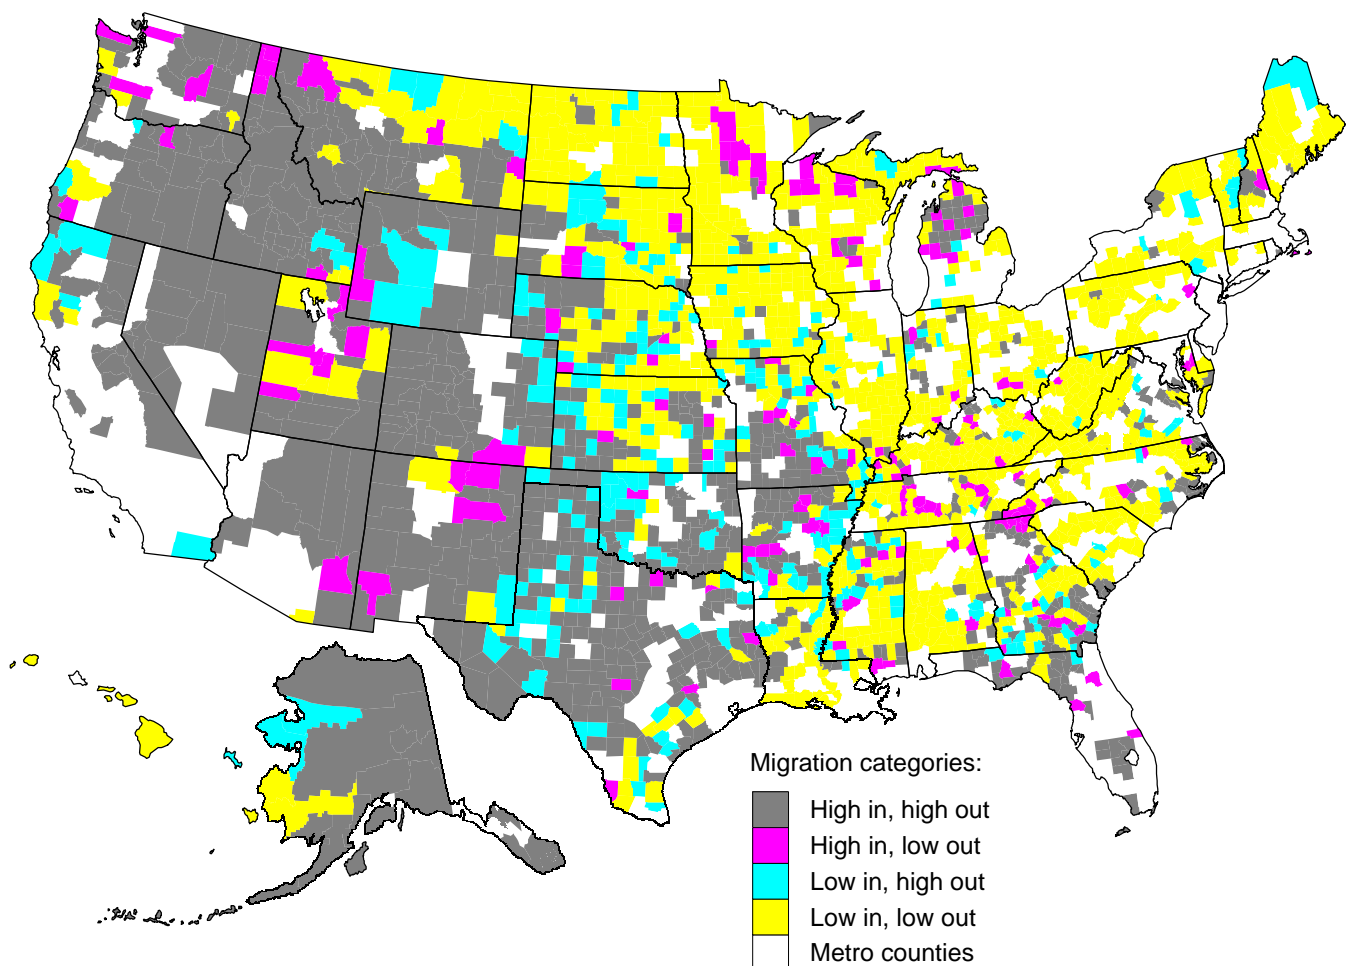 Migration categories:
High in, high out
High in, low out
Low in, high out
Low in, low out
Metro counties